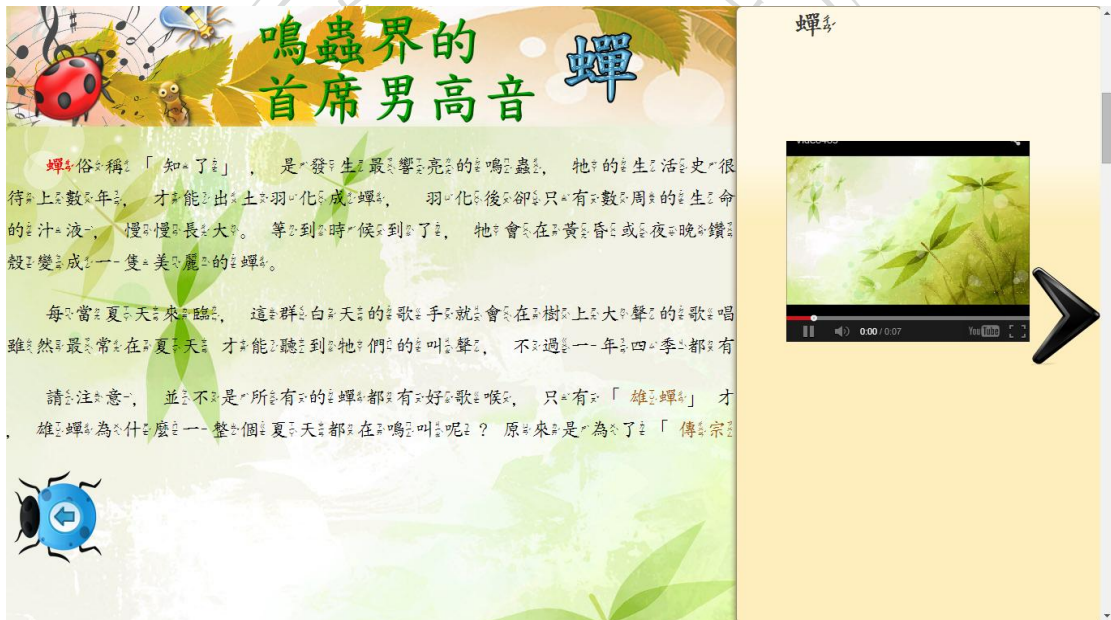 鳴蟲界的
首席男高音
蟬
蟬俗稱「知了」，是發生最響亮的鳴蟲，牠的生活史很
待上數年，才能出土羽化成蟬，羽化後卻只有數周的生命
的汁液，慢慢長大。等到時候到了，牠會在黃昏或夜晚鑽
殼變成一隻美麗的蟬。
每當夏天來臨，這群白天的歌手就會在樹上大聲的歌唱
雖然最常在夏天才能聽到牠們的叫聲，不過一年四季都有
請注意，並不是所有的蟬都有好歌喉，只有「雄蟬」才
，雄蟬為什麼一整個夏天都在鳴叫呢？原來是為了「傳宗
蟬ㄔㄢˊ
0:00 / 0:07
YouTube